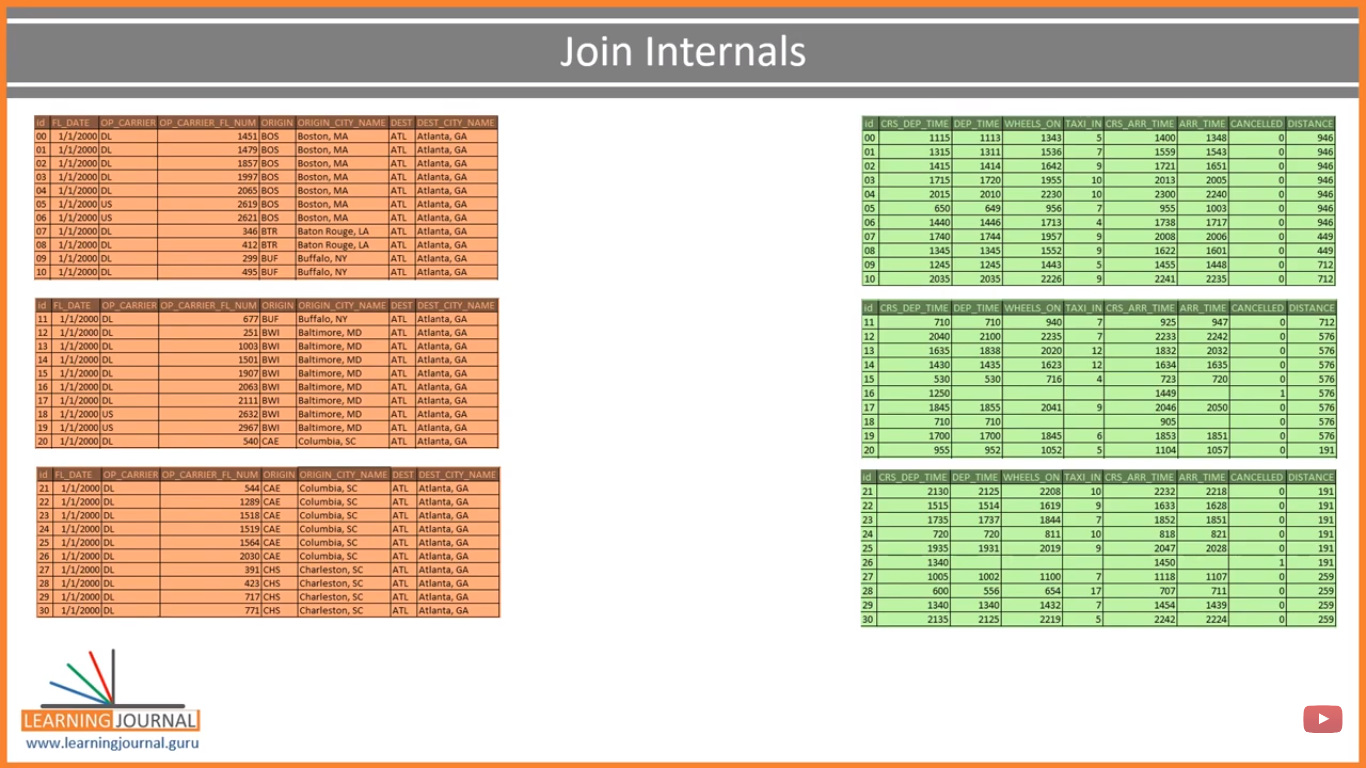 Join Internals
id FL_DATE OP_CARRIER OP_CARRIER_FL_NUM ORIGIN ORIGIN_CITY_NAME DEST DEST_CITY_NAME
00 1/1/2000 DL 1451 BOS Boston, MA ATL Atlanta, GA
01 1/1/2000 DL 1479 BOS Boston, MA ATL Atlanta, GA
02 1/1/2000 DL 1857 BOS Boston, MA ATL Atlanta, GA
03 1/1/2000 DL 1997 BOS Boston, MA ATL Atlanta, GA
04 1/1/2000 DL 2065 BOS Boston, MA ATL Atlanta, GA
05 1/1/2000 US 2619 BOS Boston, MA ATL Atlanta, GA
06 1/1/2000 US 2621 BOS Boston, MA ATL Atlanta, GA
07 1/1/2000 DL 346 BTR Baton Rouge, LA ATL Atlanta, GA
08 1/1/2000 DL 412 BTR Baton Rouge, LA ATL Atlanta, GA
09 1/1/2000 DL 299 BUF Buffalo, NY ATL Atlanta, GA
10 1/1/2000 DL 495 BUF Buffalo, NY ATL Atlanta, GA
id FL_DATE OP_CARRIER OP_CARRIER_FL_NUM ORIGIN ORIGIN_CITY_NAME DEST DEST_CITY_NAME
11 1/1/2000 DL 677 BUF Buffalo, NY ATL Atlanta, GA
12 1/1/2000 DL 251 BWI Baltimore, MD ATL Atlanta, GA
13 1/1/2000 DL 1003 BWI Baltimore, MD ATL Atlanta, GA
14 1/1/2000 DL 1501 BWI Baltimore, MD ATL Atlanta, GA
15 1/1/2000 DL 1907 BWI Baltimore, MD ATL Atlanta, GA
16 1/1/2000 DL 2063 BWI Baltimore, MD ATL Atlanta, GA
17 1/1/2000 DL 2111 BWI Baltimore, MD ATL Atlanta, GA
18 1/1/2000 US 2632 BWI Baltimore, MD ATL Atlanta, GA
19 1/1/2000 US 2967 BWI Baltimore, MD ATL Atlanta, GA
20 1/1/2000 DL 540 CAE Columbia, SC ATL Atlanta, GA
id FL_DATE OP_CARRIER OP_CARRIER_FL_NUM ORIGIN ORIGIN_CITY_NAME DEST DEST_CITY_NAME
21 1/1/2000 DL 544 CAE Columbia, SC ATL Atlanta, GA
22 1/1/2000 DL 1289 CAE Columbia, SC ATL Atlanta, GA
23 1/1/2000 DL 1518 CAE Columbia, SC ATL Atlanta, GA
24 1/1/2000 DL 1519 CAE Columbia, SC ATL Atlanta, GA
25 1/1/2000 DL 1564 CAE Columbia, SC ATL Atlanta, GA
26 1/1/2000 DL 2030 CAE Columbia, SC ATL Atlanta, GA
27 1/1/2000 DL 391 CHS Charleston, SC ATL Atlanta, GA
28 1/1/2000 DL 423 CHS Charleston, SC ATL Atlanta, GA
29 1/1/2000 DL 717 CHS Charleston, SC ATL Atlanta, GA
30 1/1/2000 DL 771 CHS Charleston, SC ATL Atlanta, GA
id CRS_DEP_TIME DEP_TIME WHEELS_ON TAXI_IN CRS_ARR_TIME ARR_TIME CANCELLED DISTANCE
00 1115 1113 1343 5 1400 1348 0 946
01 1315 1311 1536 7 1559 1543 0 946
02 1415 1414 1642 9 1721 1651 0 946
03 1715 1720 1955 10 2013 2005 0 946
04 2015 2010 2230 10 2300 2240 0 946
05 650 649 956 7 955 1003 0 946
06 1440 1446 1713 4 1738 1717 0 946
07 1740 1744 1957 9 2008 2006 0 449
08 1345 1345 1552 9 1622 1601 0 449
09 1245 1245 1443 5 1455 1448 0 712
10 2035 2035 2226 9 2241 2235 0 712
id CRS_DEP_TIME DEP_TIME WHEELS_ON TAXI_IN CRS_ARR_TIME ARR_TIME CANCELLED DISTANCE
11 710 710 940 7 925 947 0 712
12 2040 2100 2235 7 2233 2242 0 576
13 1635 1838 2020 12 1832 2032 0 576
14 1430 1435 1623 12 1634 1635 0 576
15 530 530 716 4 723 720 0 576
16 1250 1449 1 576
17 1845 1855 2041 9 2046 2050 0 576
18 710 710 905 0 576
19 1700 1700 1845 6 1853 1851 0 576
20 955 952 1052 5 1104 1057 0 191
id CRS_DEP_TIME DEP_TIME WHEELS_ON TAXI_IN CRS_ARR_TIME ARR_TIME CANCELLED DISTANCE
21 2130 2125 2208 10 2232 2218 0 191
22 1515 1514 1619 9 1633 1628 0 191
23 1735 1737 1844 7 1852 1851 0 191
24 720 720 811 10 818 821 0 191
25 1935 1931 2019 9 2047 2028 0 191
26 1340 1450 1 191
27 1005 1002 1100 7 1118 1107 0 259
28 600 556 654 17 707 711 0 259
29 1340 1340 1432 7 1454 1439 0 259
30 2135 2125 2219 5 2242 2224 0 259
LEARNING JOURNAL
www.learningjournal.guru